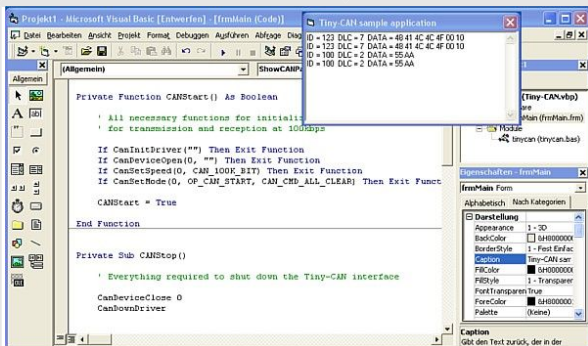 Projekt1 - Microsoft Visual Basic [Entwerfen] - [frmMain (Code)]
Datei Bearbeiten Ansicht Projekt Format Debuggen Ausführen Abfrage
Tiny-CAN sample application
ID = 123 DLC = 7 DATA = 48 41 4C 4C 4F 00 10
ID = 123 DLC = 7 DATA = 48 41 4C 4C 4F 00 10
ID = 100 DLC = 2 DATA = 55 AA
ID = 100 DLC = 2 DATA = 55 AA
Allgemein
(Allgemein)
Private Function CANStart() As Boolean
' All necessary functions for
' for transmission and reception at 100kbps
If CanInitDriver("") Then Exit Function
If CanDeviceOpen(0, "") Then Exit Function
If CanSetSpeed(0, CAN_100K_BIT) Then Exit Function
If CanSetMode(0, OP_CAN_START, CAN_CMD_ALL_CLEAR) Then Exit Funct
CANStart = True
End Function
Private Sub CANStop()
' Everything required to shut down the Tiny-CAN interface
CanDeviceClose 0
CanDownDriver
(Tiny-CAN.vbp)
(frmMain.frm)
Module
tinycan (tinycan.bas)
Eigenschaften - frmMain
frmMain Form
Alphabetisch Nach Kategorien
Darstellung
Appearance 1 - 3D
BackColor
BorderStyle 1 - Fest Einfac
Caption Tiny-CAN sam
FillColor
FillStyle 1 - Transparen
FontTransparen True
ForeColor
Palette (Keine)
Caption
Gibt den Text zurück, der in der